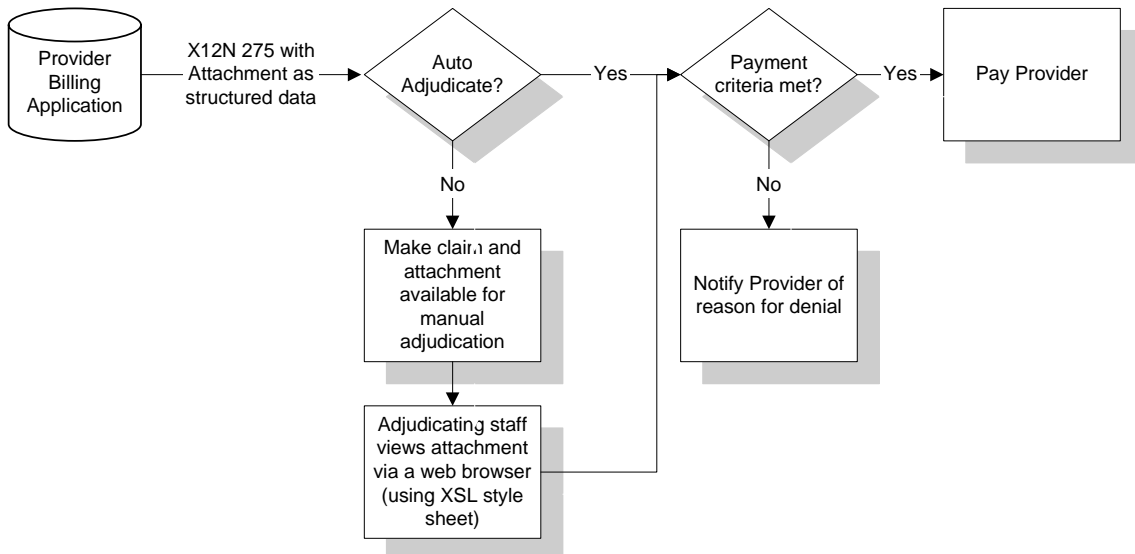 Provider
Billing
Application
X12N 275 with
Attachment as
structured data
Auto
Adjudicate?
Yes
Payment
criteria met?
Yes
Pay Provider
No
No
Make claim and
attachment
available for
manual
adjudication
Notify Provider of
reason for denial
Adjudicating staff
views attachment
via a web browser
(using XSL style
sheet)